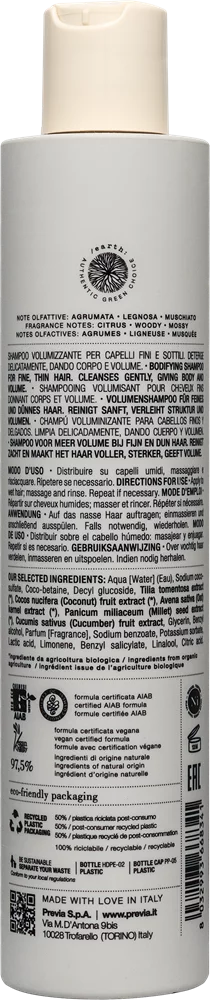 /earth/
AUTHENTIC GREEN CHOICE
NOTE OLFATTIVE: AGRUMATA • LEGNOSA • MUSCHIATO
FRAGRANCE NOTES: CITRUS • WOODY • MOSSY
NOTES OLFACTIVES: AGRUMES • LIGNEUSE • MUSQUÉE
SHAMPOO VOLUMIZZANTE PER CAPELLI FINI E SOTTILI. DETERGE
DELICATAMENTE, DANDO CORPO E VOLUME. • BODIFYING SHAMPOO
FOR FINE, THIN HAIR. CLEANSES GENTLY, GIVING BODY AND
VOLUME. • SHAMPOOING VOLUMISANT POUR CHEVEUX FINS
DONNANT CORPS ET VOLUME. • VOLUMENSHAMPOO FÜR FEINES
UND DÜNNES HAAR. REINIGT SANFT, VERLEIHT STRUKTUR UND
VOLUMEN. • CHAMPÚ VOLUMINIZANTE PARA CABELLOS FINOS Y
DELGADOS. LIMPIA DELICADAMENTE, DANDO CUERPO Y VOLUMEN.
• SHAMPOO VOOR MEER VOLUME BIJ FIJN EN DUN HAAR. REINIGT
ZACHT EN MAAKT HET HAAR VOLLER, STERKER, GEEFT VOLUME.
MODO D'USO • Distribuire su capelli umidi, massaggiare e
risciacquare. Ripetere se necessario. DIRECTIONS FOR USE • Apply to
wet hair; massage and rinse. Repeat if necessary. MODE D'EMPLOI •
Répartir sur cheveux humides; masser et rincer. Répéter si nécessaire.
ANWENDUNG • Auf das nasse Haar auftragen; einmassieren und
anschließend ausspülen. Falls notwendig, wiederholen. MODO
DE USO • Distribuir sobre el cabello húmedo: masajear y enjuagar.
Repetir si es necesario. GEBRUIKSAANWIJZING • Over vochtig haar
verdelen, inmasseren en uitspoelen. Indien nodig herhalen.
OUR SELECTED INGREDIENTS: Aqua [Water] (Eau), Sodium coco-
sulfate, Coco-betaine, Decyl glucoside, Tilia tomentosa extract
(*), Cocos nucifera (Coconut) fruit extract (*), Avena sativa (Oat)
kernel extract (*), Panicum miliaceum (Millet) seed extract
(*), Cucumis sativus (Cucumber) fruit extract, Glycerin, Benzyl
alcohol, Parfum [Fragrance], Sodium benzoate, Potassium sorbate,
Lactic acid, Limonene, Benzyl salicylate, Linalool, Citric acid.
*ingrediente da agricoltura biologica / ingredients from organic
agriculture / ingrédient issue de l'agriculture biologique
AIAB
formula certificata AIAB
certified AIAB formula
formula certificata vegana
vegan certified formula
formule avec certification végane
97,5%
ingredienti di origine naturale
ingredients of natural origin
ingrédient d'origine naturelle
eco-friendly packaging
RECYCLED
PLASTIC
PACKAGING
50% / plastica riciclata post-consumo
50% / post-consumer recycled plastic
50% / plastique recyclé de post-consommation
100% riciclabile / recyclable / recyclable
BE SUSTAINABLE
SEPARATE YOUR WASTE
BOTTLE HDPE-02
PLASTIC
BOTTLE CAP PP-05
PLASTIC
EAC
MADE WITH LOVE IN ITALY
Previa S.p.A. www.previa.it
Via M.D'Antona 9bis
10028 Trofarello (TORINO) Italy